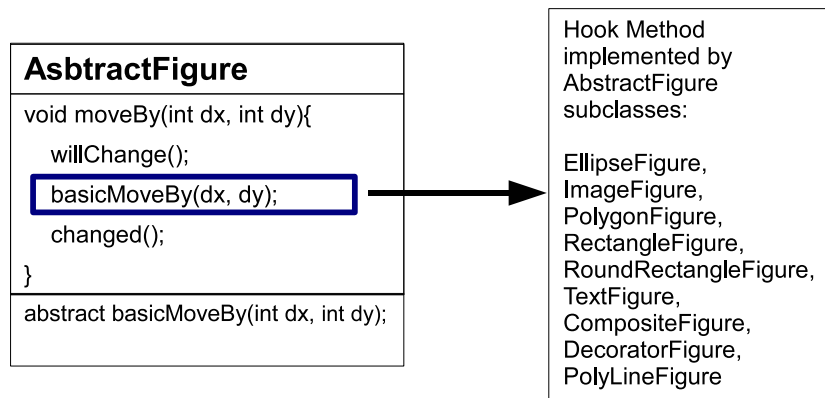 AsbtractFigure
void moveBy(int dx, int dy){
willChange();
basicMoveBy(dx, dy);
changed();
}
abstract basicMoveBy(int dx, int dy);
Hook Method
implemented by
AbstractFigure
subclasses:
EllipseFigure,
ImageFigure,
PolygonFigure,
RectangleFigure,
RoundRectangleFigure,
TextFigure,
CompositeFigure,
DecoratorFigure,
PolyLineFigure